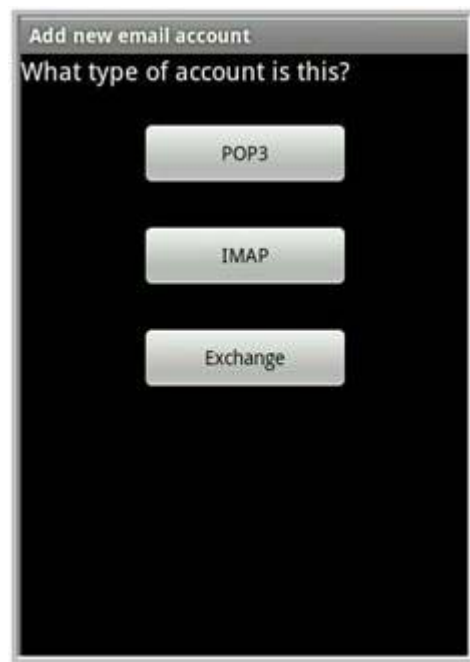 Add new email account
What type of account is this?
POP3
IMAP
Exchange